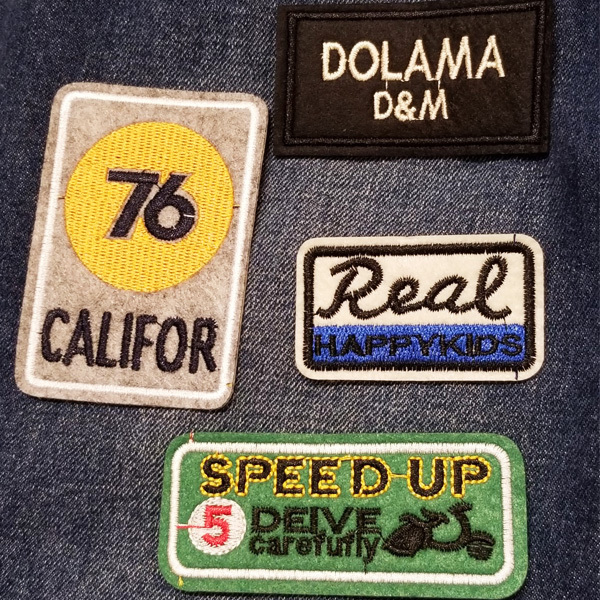 DOLAMA
D&M
76
CALIFOR
Real
HAPPYKIDS
SPEED-UP
5 DEIVE
carefufly